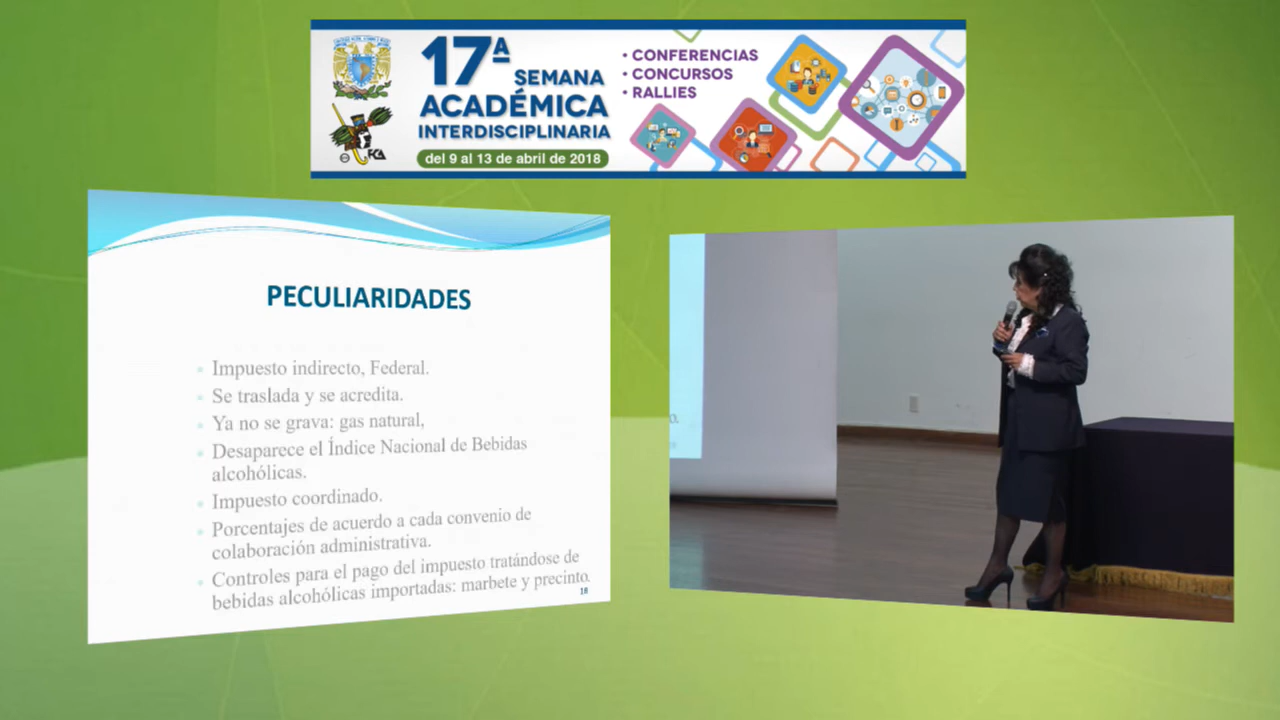 17ª
SEMANA
ACADÉMICA
INTERDISCIPLINARIA
del 9 al 13 de abril de 2018
• CONFERENCIAS
• CONCURSOS
• RALLIES
FCA
PECULIARIDADES
Impuesto indirecto, Federal.
Se traslada y se acredita.
Ya no se grava: gas natural,
Desaparece el Índice Nacional de Bebidas
alcohólicas.
Impuesto coordinado.
Porcentajes de acuerdo a cada convenio de
colaboración administrativa.
Controles para el pago del impuesto tratándose de
bebidas alcohólicas importadas: marbete y precinto.
18